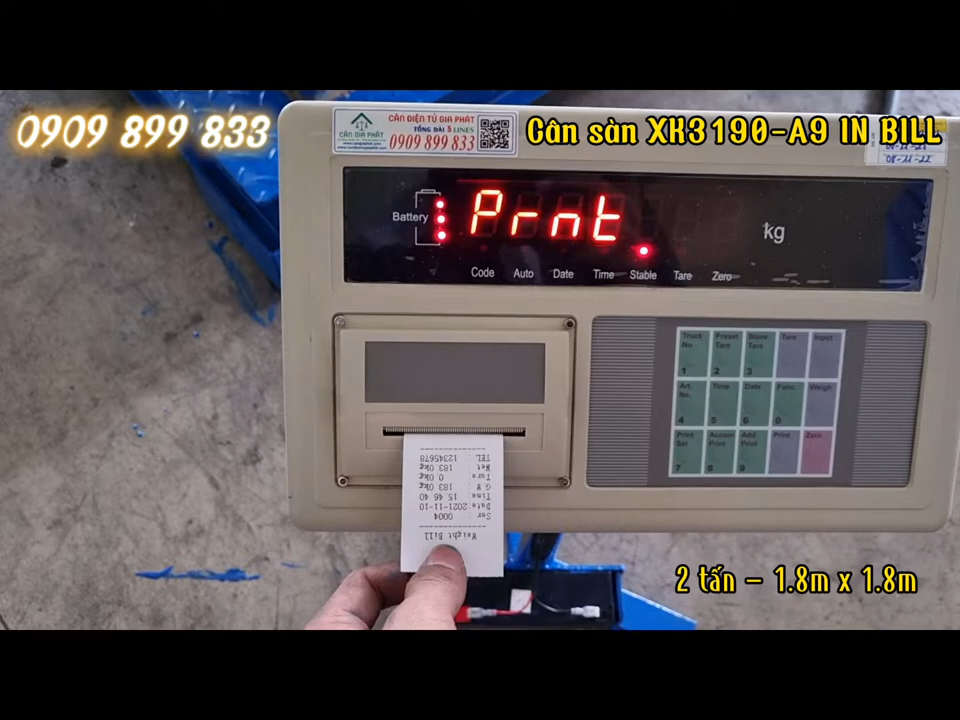 0909 899 833
CÂN ĐIỆN TỬ GIA PHÁT
TỔNG ĐÀI 5 LINES
0909 899 833
CÂN GIA PHÁT
Cân sàn XK3190-A9 IN BILL
Battery
Prnt
kg
Code Auto Date Time Stable Tare Zero
Truck No. 1
Preset Tare 2
Store Tare 3
Tare
Input
Art. No. 4
Time 5
Date 6
Func. 0
Weigh
Print Set 7
Accum Print 8
Add. Print 9
Print
Zero
Weight Bill
Ser 0004
Date 2021-11-10
Time 15.46.40
G.W 183.0kg
Tare 0.0kg
Net 183.0kg
TEL : 12345678
2 tấn - 1.8m x 1.8m